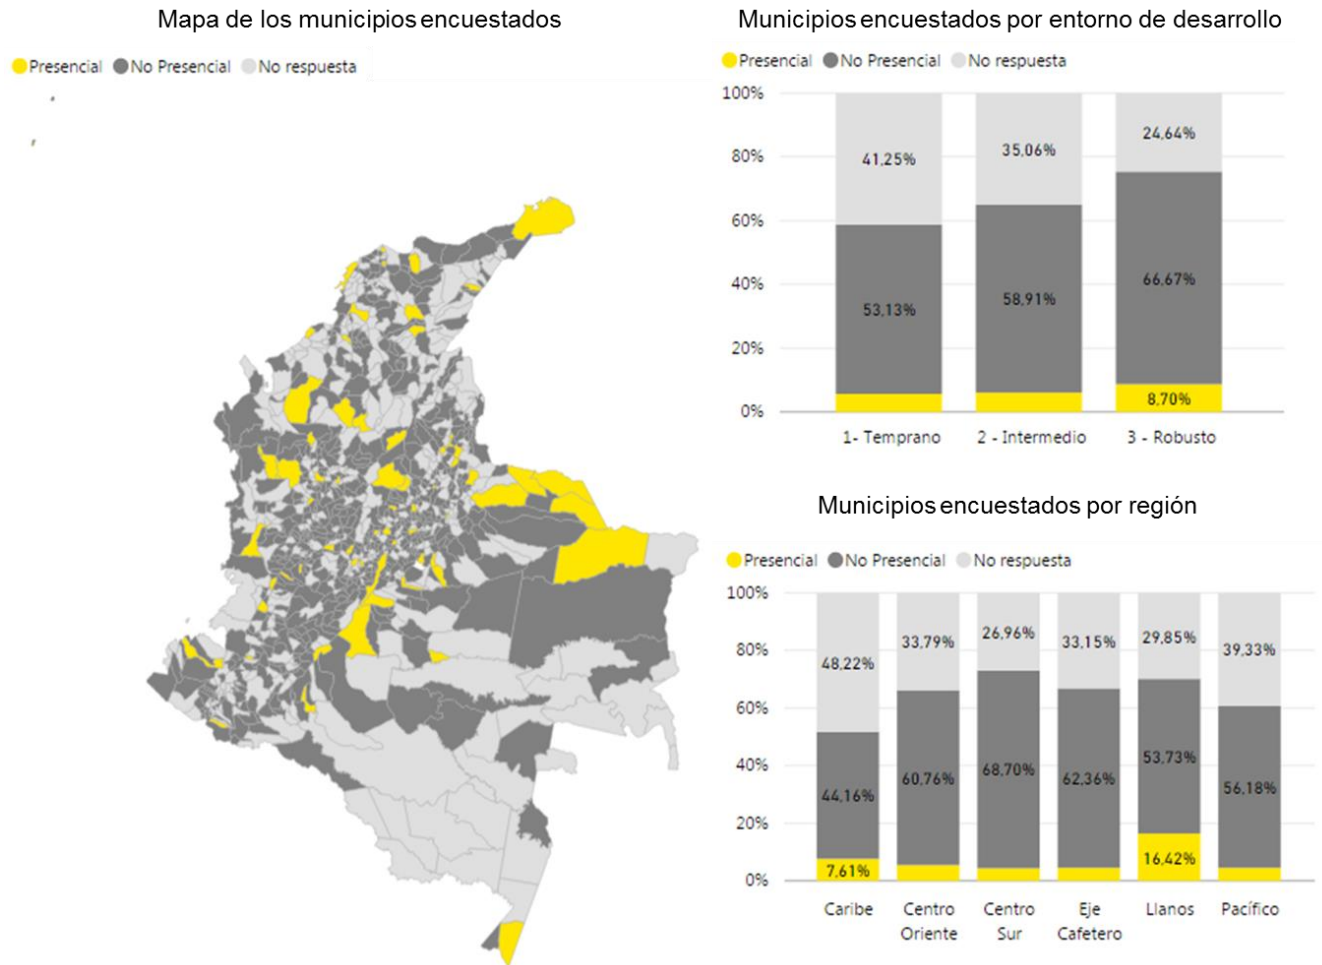 Mapa de los municipios encuestados
Presencial No Presencial No respuesta
Municipios encuestados por entorno de desarrollo
Presencial No Presencial No respuesta
100%
80%
60%
40%
20%
0%
41,25%
35,06%
24,64%
53,13%
58,91%
66,67%
8,70%
1- Temprano
2 - Intermedio
3 - Robusto
Municipios encuestados por región
Presencial No Presencial No respuesta
100%
80%
60%
40%
20%
0%
48,22%
33,79%
26,96%
33,15%
29,85%
39,33%
44,16%
60,76%
68,70%
62,36%
53,73%
56,18%
7,61%
16,42%
Caribe
Centro
Oriente
Centro
Sur
Eje
Cafetero
Llanos
Pacífico